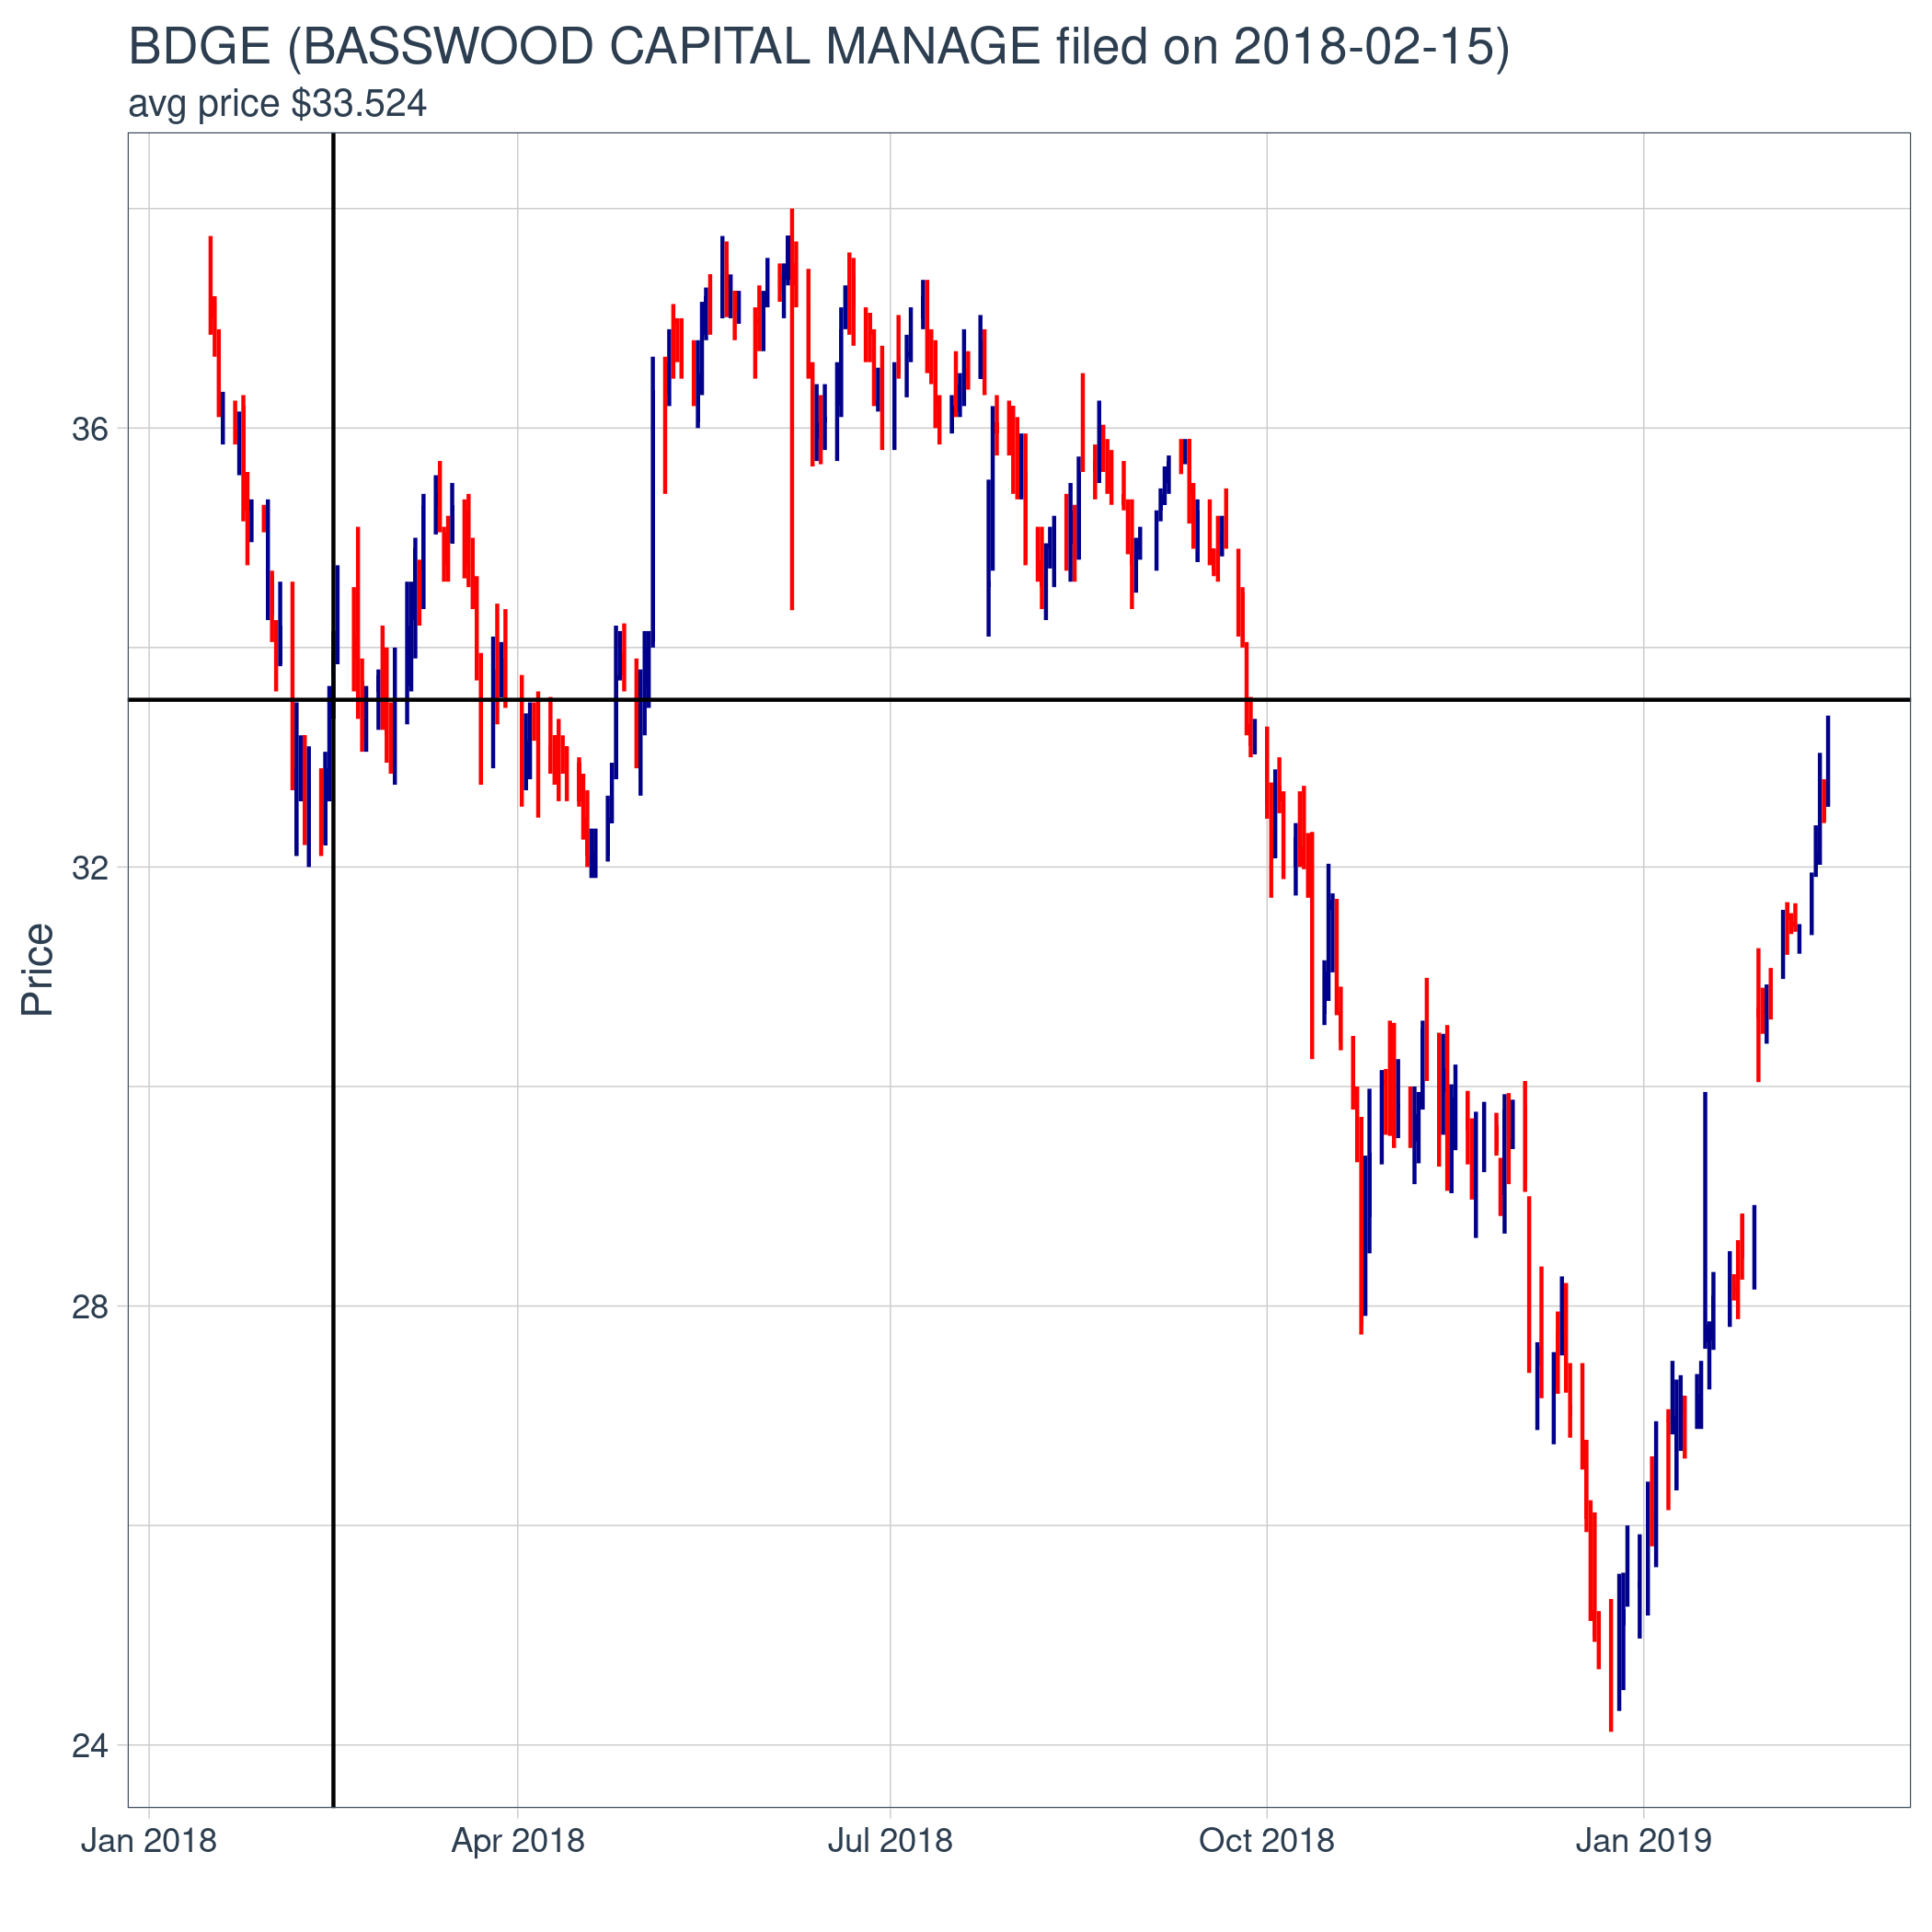 BDGE (BASSWOOD CAPITAL MANAGE filed on 2018-02-15)
avg price $33.524
Price
36
32
28
24
Jan 2018
Apr 2018
Jul 2018
Oct 2018
Jan 2019